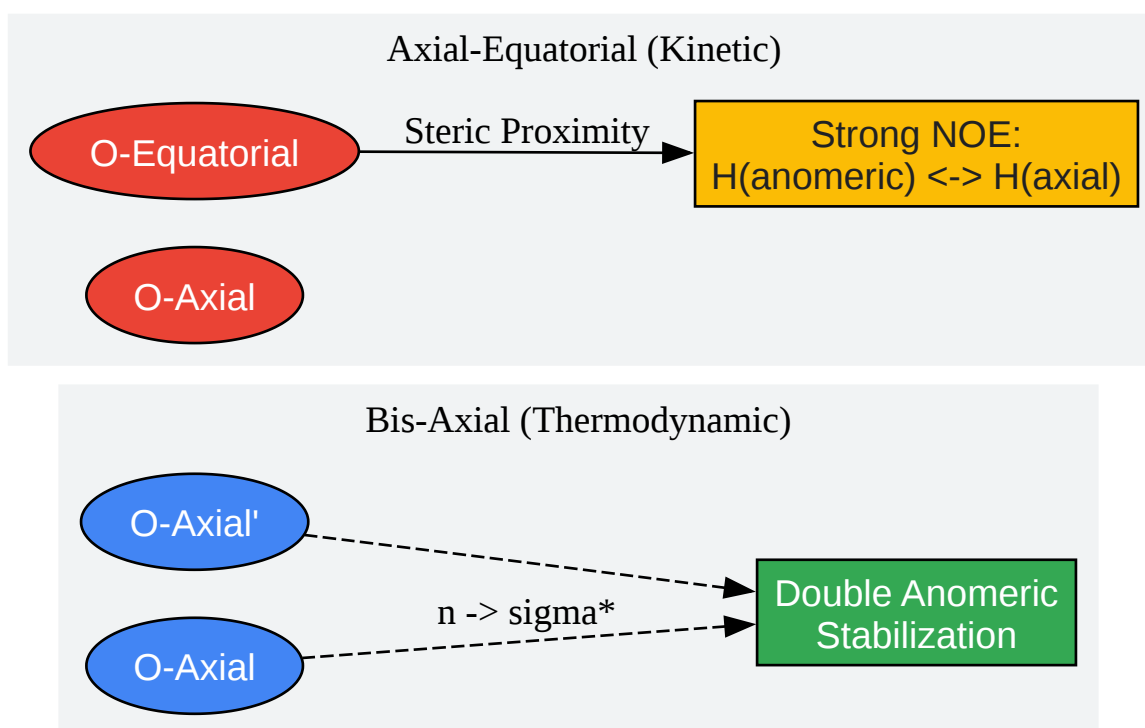 Axial-Equatorial (Kinetic)
O-Equatorial
Steric Proximity
Strong NOE:
H(anomeric) <-> H(axial)
O-Axial
Bis-Axial (Thermodynamic)
O-Axial'
n -> sigma*
Double Anomeric
Stabilization
O-Axial